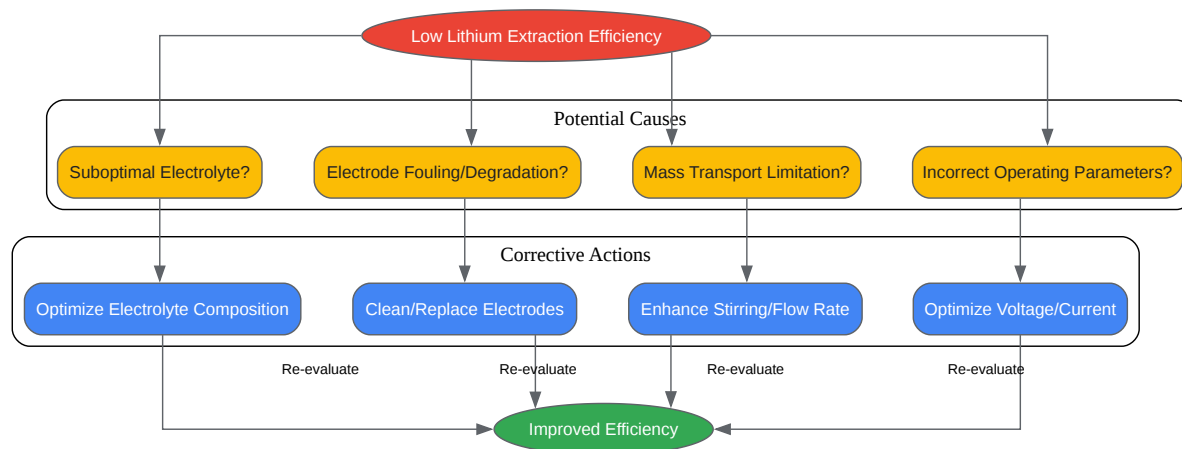 Low Lithium Extraction Efficiency
Potential Causes
Suboptimal Electrolyte?
Electrode Fouling/Degradation?
Mass Transport Limitation?
Incorrect Operating Parameters?
Corrective Actions
Optimize Electrolyte Composition
Clean/Replace Electrodes
Enhance Stirring/Flow Rate
Optimize Voltage/Current
Re-evaluate
Re-evaluate
Re-evaluate
Re-evaluate
Improved Efficiency